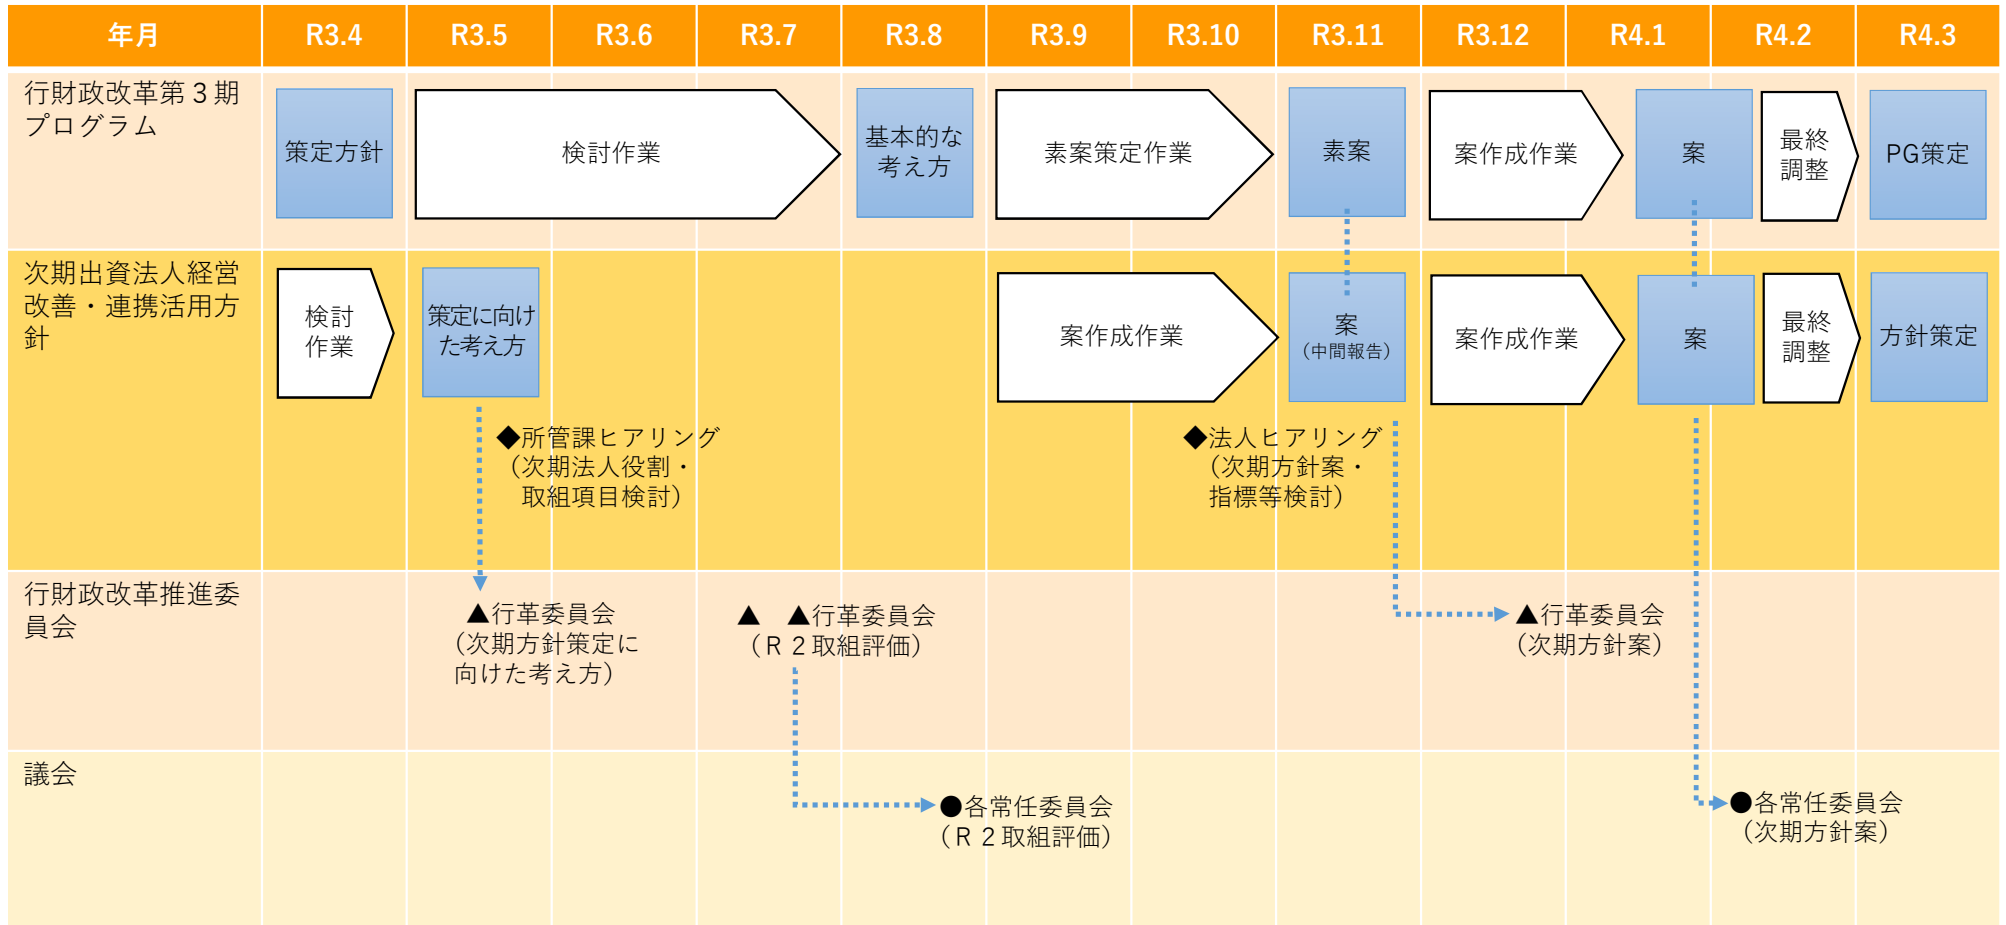 年月 R3.4 R3.5 R3.6 R3.7 R3.8 R3.9 R3.10 R3.11 R3.12 R4.1 R4.2 R4.3
行財政改革第３期
プログラム
策定方針
検討作業
基本的な
考え方
素案策定作業
素案
案作成作業
案
最終
調整
PG策定
次期出資法人経営
改善・連携活用方
針
検討
作業
策定に向け
た考え方
案作成作業
案
（中間報告）
案作成作業
案
最終
調整
方針策定
◆所管課ヒアリング
（次期法人役割・
取組項目検討）
◆法人ヒアリング
（次期方針案・
指標等検討）
行財政改革推進委
員会
▲行革委員会
（次期方針策定に
向けた考え方）
▲ ▲行革委員会
（Ｒ２取組評価）
▲行革委員会
（次期方針案）
議会
●各常任委員会
（Ｒ２取組評価）
●各常任委員会
（次期方針案）